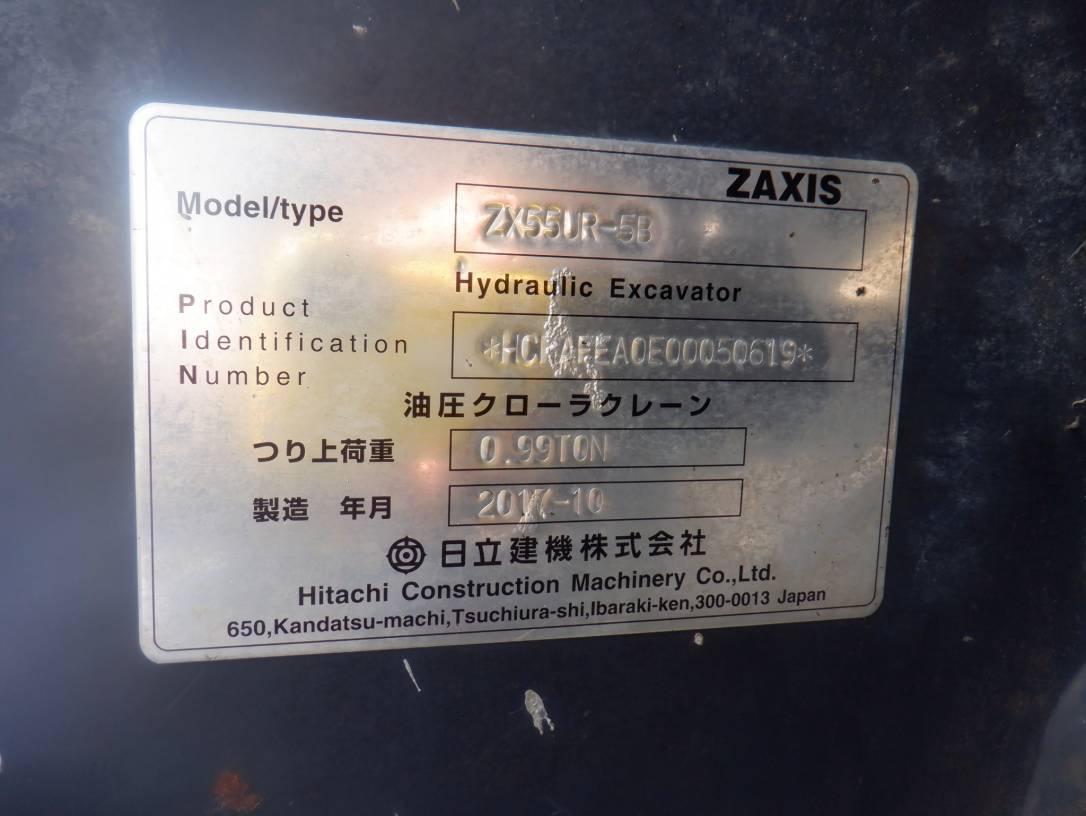 ZAXIS
Model/type ZX55UR-5B
Hydraulic Excavator
Product
Identification
Number
油圧クローラクレーン
つり上荷重 0.99TON
製造 年月 2017-10
日立建機株式会社
Hitachi Construction Machinery Co.,Ltd.
650,Kandatsu-machi,Tsuchiura-shi,Ibaraki-ken,300-0013 Japan